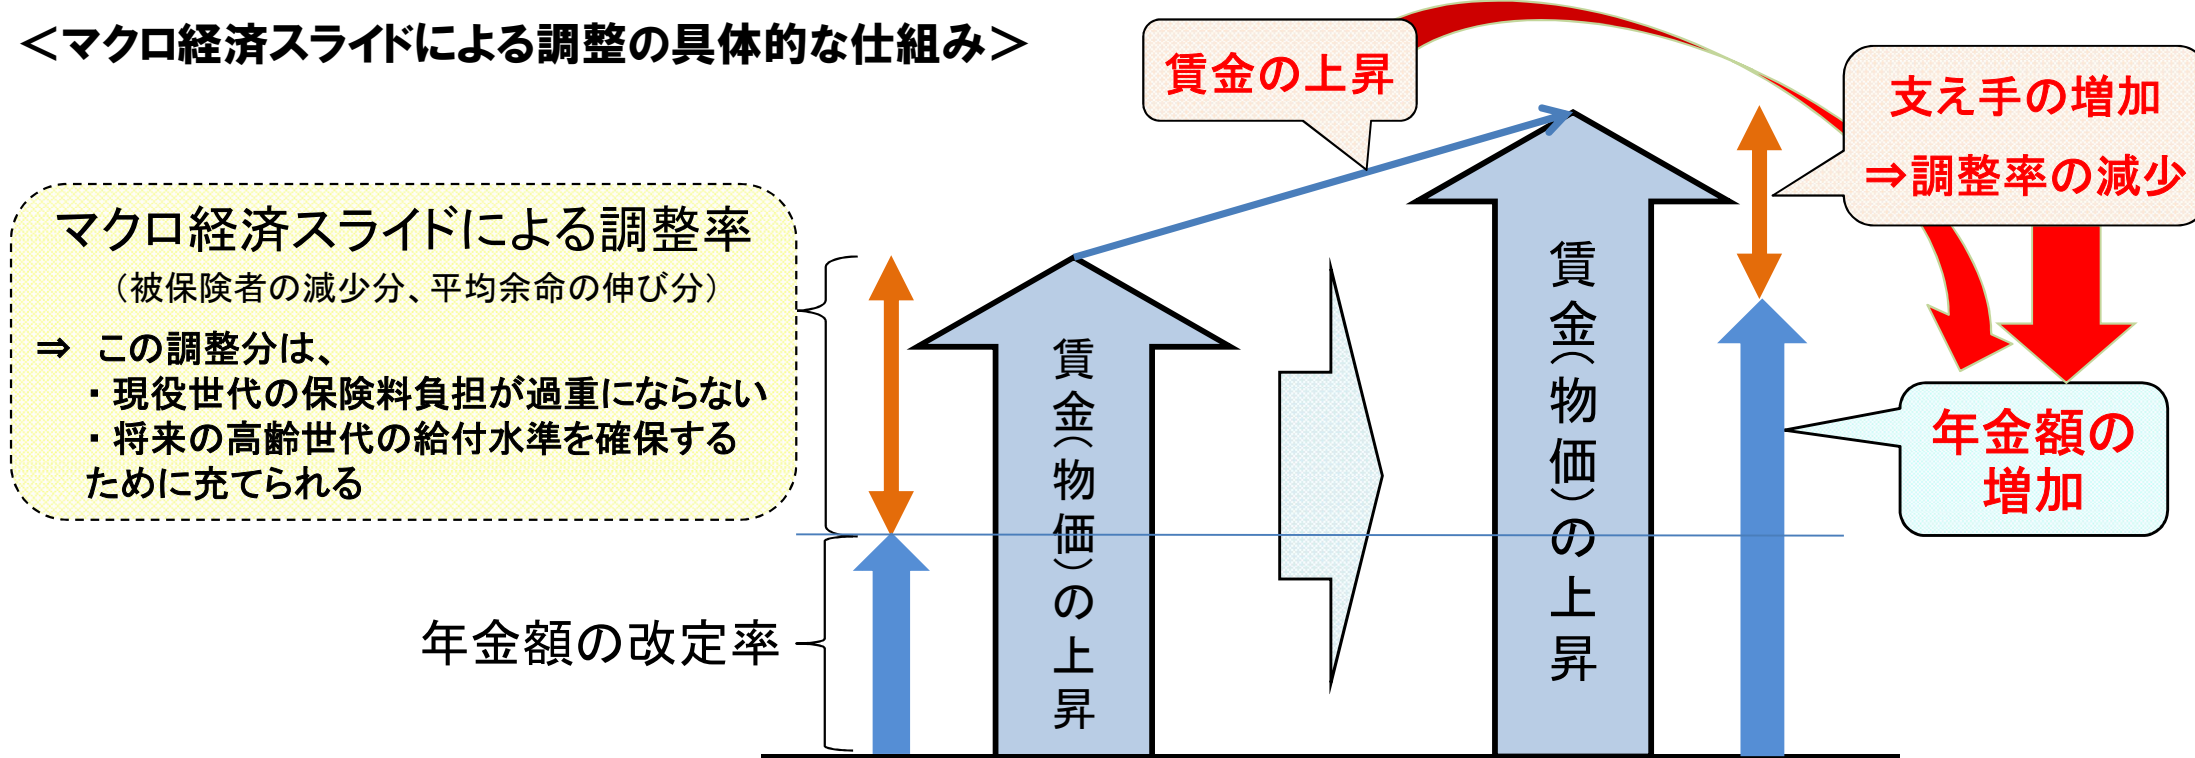 ＜マクロ経済スライドによる調整の具体的な仕組み＞
賃金の上昇
支え手の増加
⇒調整率の減少
マクロ経済スライドによる調整率
（被保険者の減少分、平均余命の伸び分）
⇒　この調整分は、
・現役世代の保険料負担が過重にならない
・将来の高齢世代の給付水準を確保する
ために充てられる
賃金（物価）の上昇
賃金（物価）の上昇
年金額の
増加
年金額の改定率